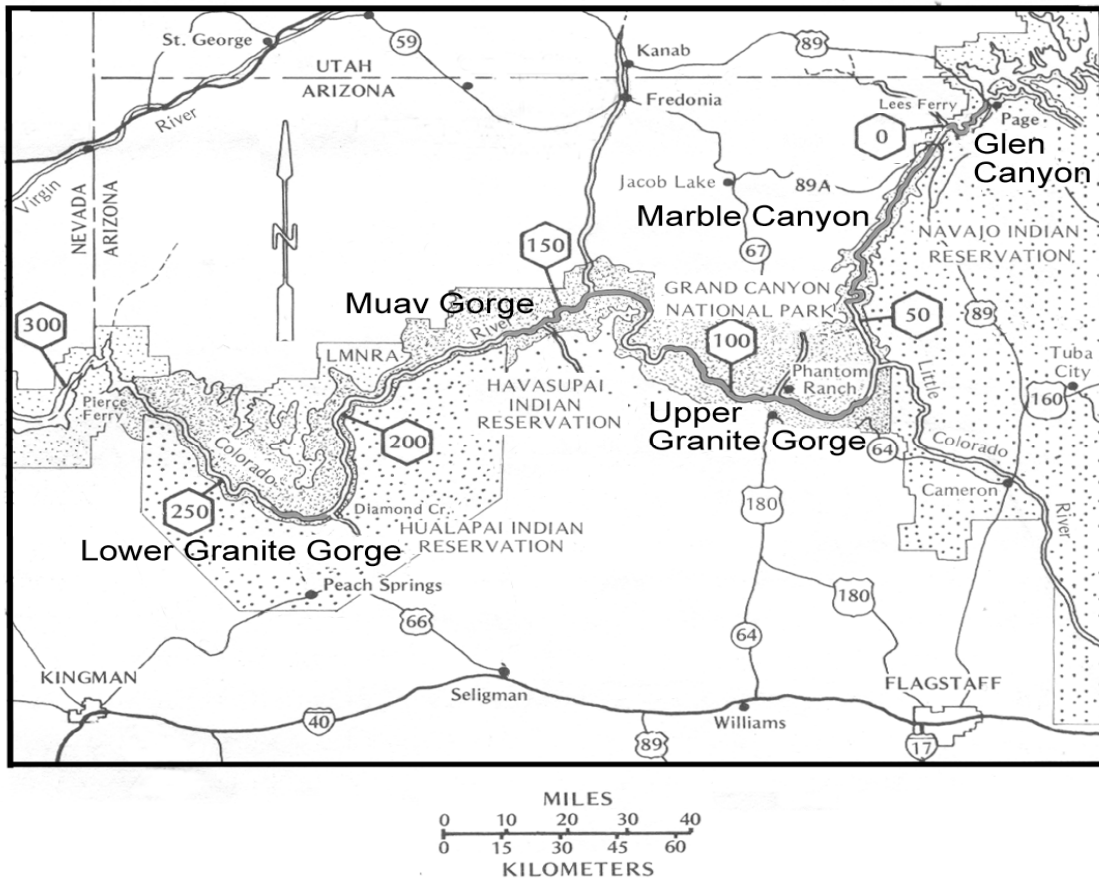 St. George
59
UTAH
ARIZONA
Kanab
89
Fredonia
Lees Ferry
Page
0
Glen
Canyon
River
Virgin
NEVADA
ARIZONA
N
Jacob Lake
89A
Marble Canyon
67
NAVAJO INDIAN
RESERVATION
150
GRAND CANYON
NATIONAL PARK
Muav Gorge
River
300
50
89
100
LMNRA
Phantom
Ranch
Little
Tuba
City
160
Pierce
Ferry
HAVASUPAI
INDIAN
RESERVATION
Upper
Granite Gorge
200
64
Colorado
Colorado
Cameron
River
250
180
Diamond Cr.
HUALAPAI INDIAN
RESERVATION
Lower Granite Gorge
Peach Springs
180
66
64
KINGMAN
Seligman
FLAGSTAFF
40
Williams
89
17
MILES
0 10 20 30 40
0 15 30 45 60
KILOMETERS